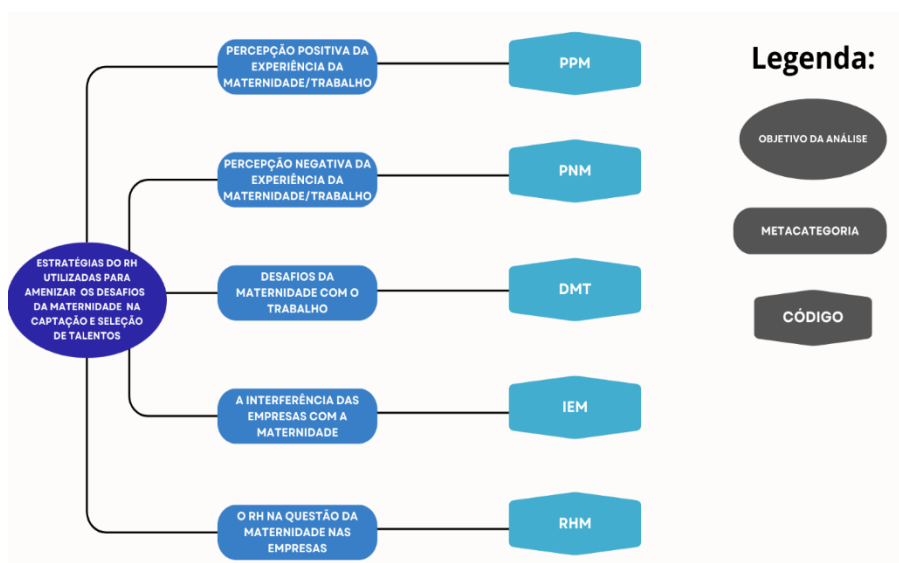 PERCEPÇÃO POSITIVA DA
EXPERIÊNCIA DA
MATERNIDADE/TRABALHO
PPM
PERCEPÇÃO NEGATIVA DA
EXPERIÊNCIA DA
MATERNIDADE/TRABALHO
PNM
ESTRATÉGIAS DO RH
UTILIZADAS PARA
AMENIZAR OS DESAFIOS
DA MATERNIDADE NA
CAPTAÇÃO E SELEÇÃO
DE TALENTOS
DESAFIOS DA
MATERNIDADE COM O
TRABALHO
DMT
A INTERFERÊNCIA DAS
EMPRESAS COM A
MATERNIDADE
IEM
O RH NA QUESTÃO DA
MATERNIDADE NAS
EMPRESAS
RHM
Legenda:
OBJETIVO DA ANÁLISE
METACATEGORIA
CÓDIGO